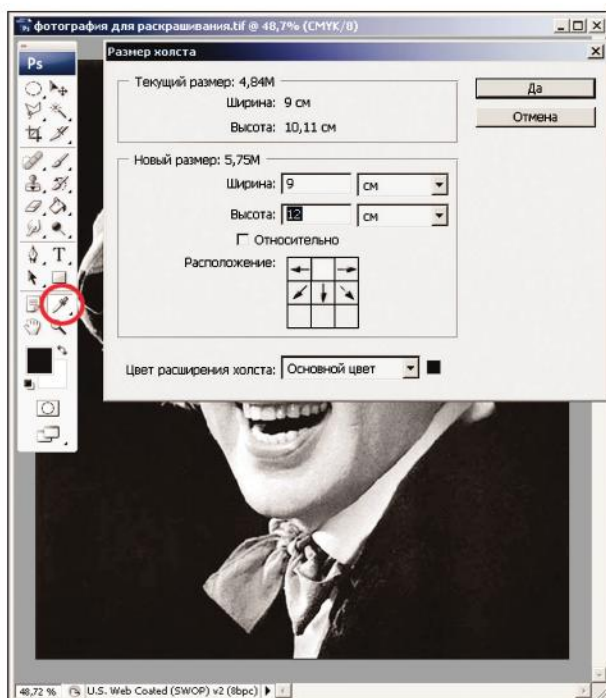 фотография для раскрашивания.tif @ 48,7% (CMYK/8)
Ps
Размер холста
Текущий размер: 4,84M
Ширина: 9 см
Высота: 10,11 см
Да
Отмена
Новый размер: 5,75M
Ширина: 9 см
Высота: 12 см
Относительно
Расположение:
Цвет расширения холста: Основной цвет
T
48,72 % U.S. Web Coated (SWOP) v2 (8bpc)